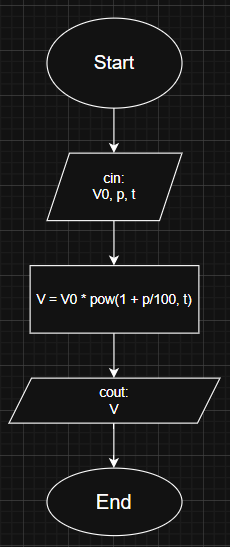 Start
cin:
V0, p, t
V = V0 * pow(1 + p/100, t)
cout:
V
End